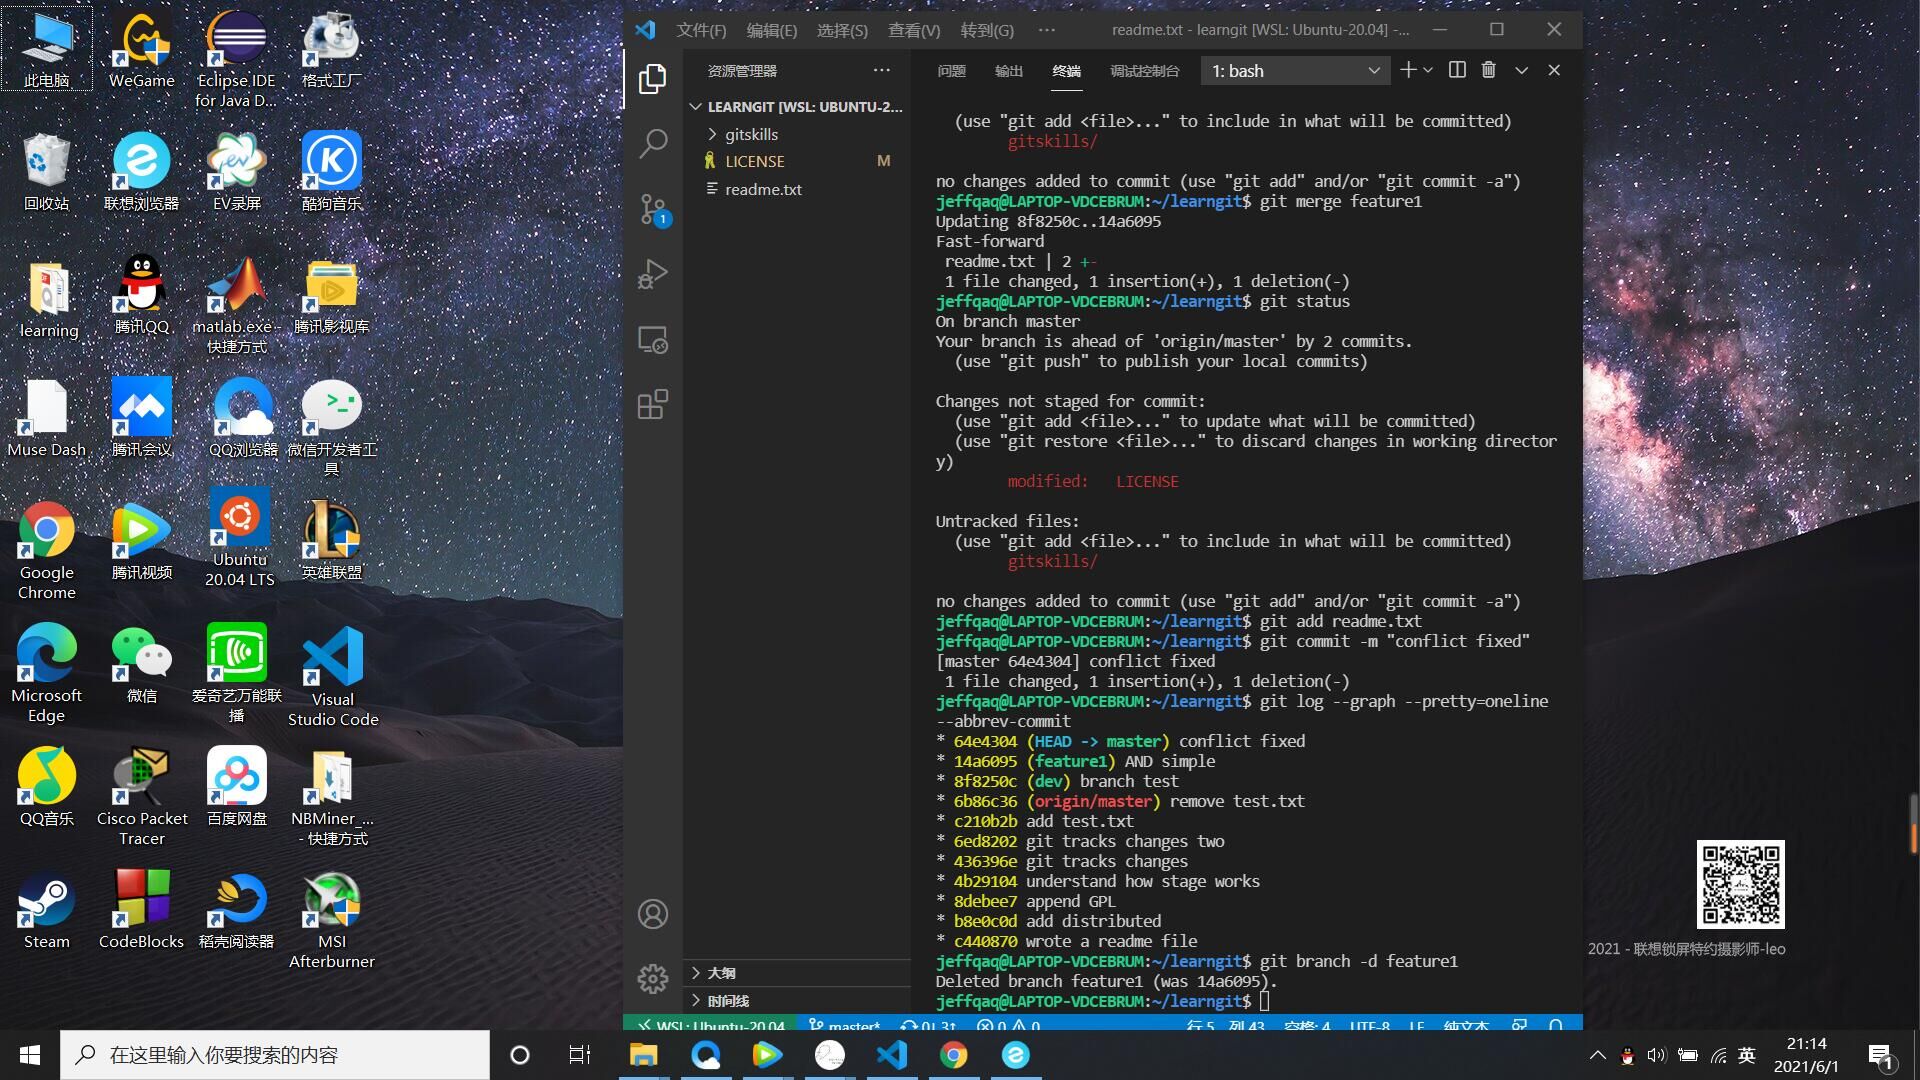 此电脑
WeGame
Eclipse IDE
for Java D...
格式工厂
回收站
联想浏览器
EV录屏
酷狗音乐
learning
腾讯QQ
matlab.exe -
快捷方式
腾讯影视库
Muse Dash
腾讯会议
QQ浏览器
微信开发者工
具
Google
Chrome
腾讯视频
Ubuntu
20.04 LTS
英雄联盟
Microsoft
Edge
微信
爱奇艺万能联
播
Visual
Studio Code
QQ音乐
Cisco Packet
Tracer
百度网盘
NBMiner_...
- 快捷方式
Steam
CodeBlocks
稻壳阅读器
MSI
Afterburner
文件(F) 编辑(E) 选择(S) 查看(V) 转到(G) ··· readme.txt - learngit [WSL: Ubuntu-20.04] -...
资源管理器 ···
LEARNGIT [WSL: UBUNTU-2...
gitskills
LICENSE M
readme.txt
1
大纲
时间线
问题 输出 终端 调试控制台 1: bash
(use "git add <file>..." to include in what will be committed)
gitskills/
no changes added to commit (use "git add" and/or "git commit -a")
jeffqaq@LAPTOP-VDCEBRUM:~/learngit$ git merge feature1
Updating 8f8250c..14a6095
Fast-forward
readme.txt | 2 +-
1 file changed, 1 insertion(+), 1 deletion(-)
jeffqaq@LAPTOP-VDCEBRUM:~/learngit$ git status
On branch master
Your branch is ahead of 'origin/master' by 2 commits.
(use "git push" to publish your local commits)
Changes not staged for commit:
(use "git add <file>..." to update what will be committed)
(use "git restore <file>..." to discard changes in working director
y)
modified:   LICENSE
Untracked files:
(use "git add <file>..." to include in what will be committed)
gitskills/
no changes added to commit (use "git add" and/or "git commit -a")
jeffqaq@LAPTOP-VDCEBRUM:~/learngit$ git add readme.txt
jeffqaq@LAPTOP-VDCEBRUM:~/learngit$ git commit -m "conflict fixed"
[master 64e4304] conflict fixed
1 file changed, 1 insertion(+), 1 deletion(-)
jeffqaq@LAPTOP-VDCEBRUM:~/learngit$ git log --graph --pretty=oneline
--abbrev-commit
* 64e4304 (HEAD -> master) conflict fixed
* 14a6095 (feature1) AND simple
* 8f8250c (dev) branch test
* 6b86c36 (origin/master) remove test.txt
* c210b2b add test.txt
* 6ed8202 git tracks changes two
* 436396e git tracks changes
* 4b29104 understand how stage works
* 8debee7 append GPL
* b8e0c0d add distributed
* c440870 wrote a readme file
jeffqaq@LAPTOP-VDCEBRUM:~/learngit$ git branch -d feature1
Deleted branch feature1 (was 14a6095).
jeffqaq@LAPTOP-VDCEBRUM:~/learngit$
WSL: Ubuntu-20.04 master* 0↓ 3↑ 0 0 行 5, 列 43 空格: 4 UTF-8 LF 纯文本
2021 - 联想锁屏特约摄影师-leo
在这里输入你要搜索的内容
英
21:14
2021/6/1
1